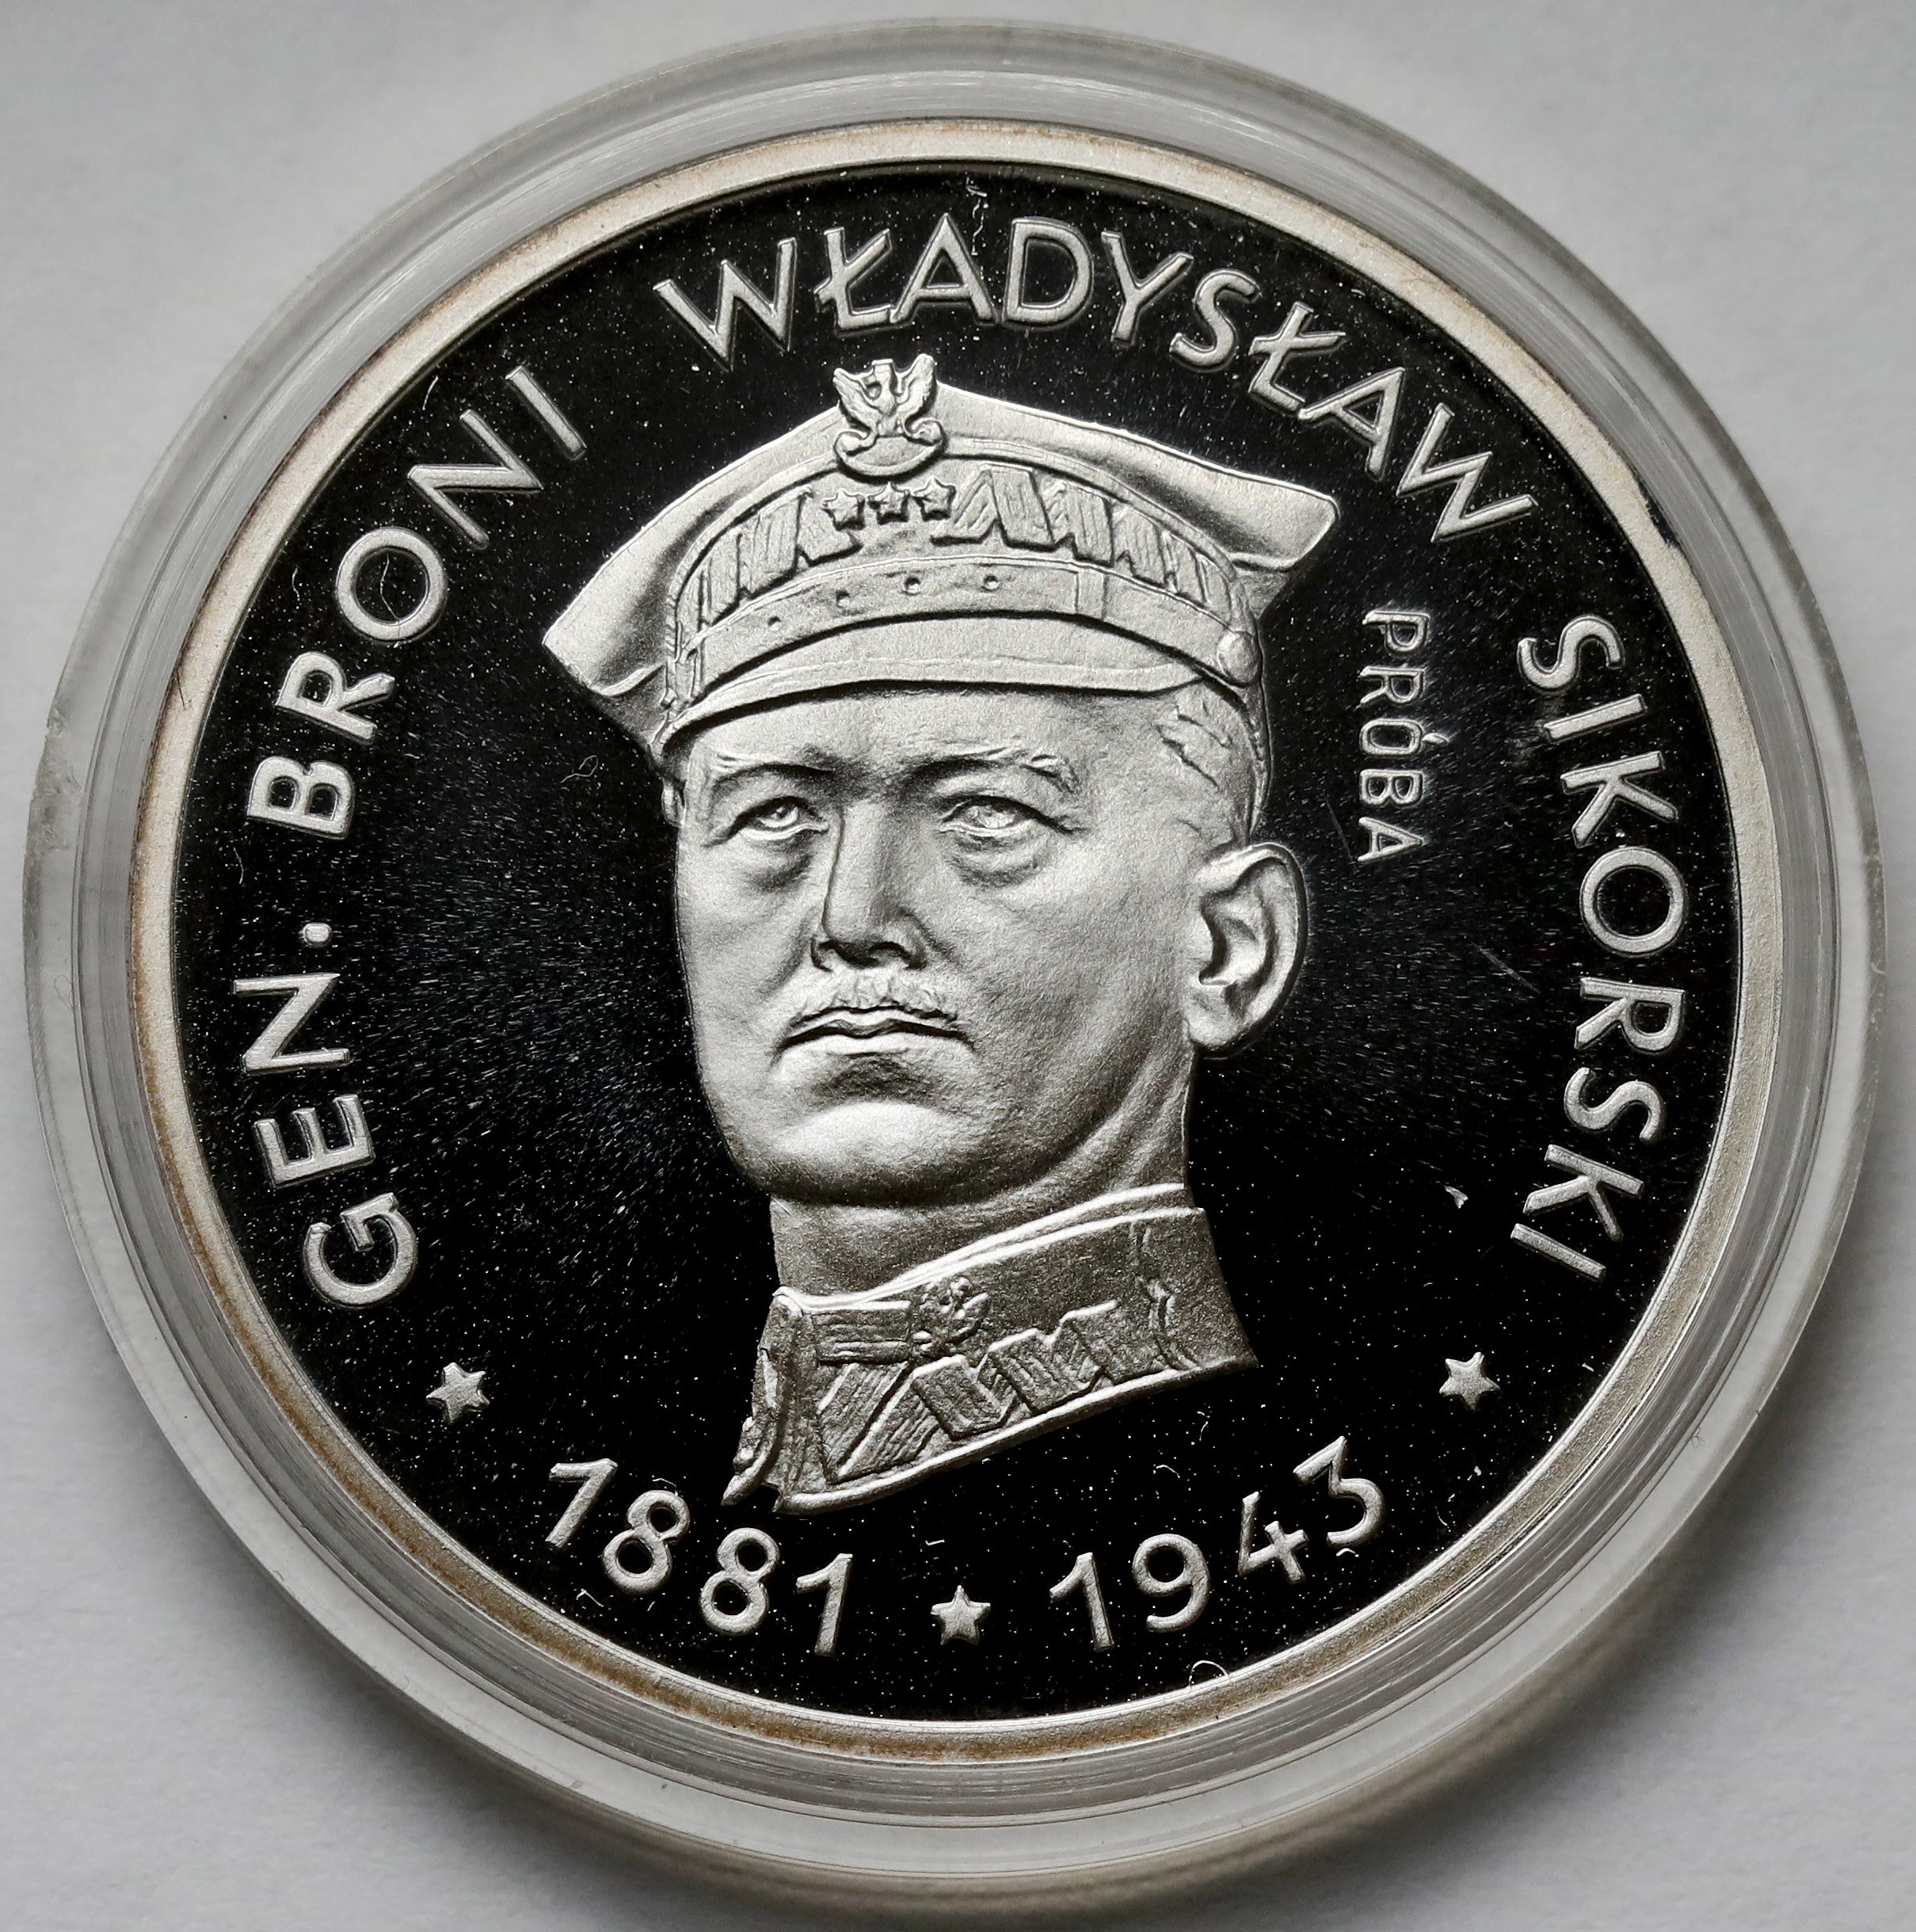 GEN. BRONI WŁADYSŁAW SIKORSKI
PRÓBA
1881 ★ 1943